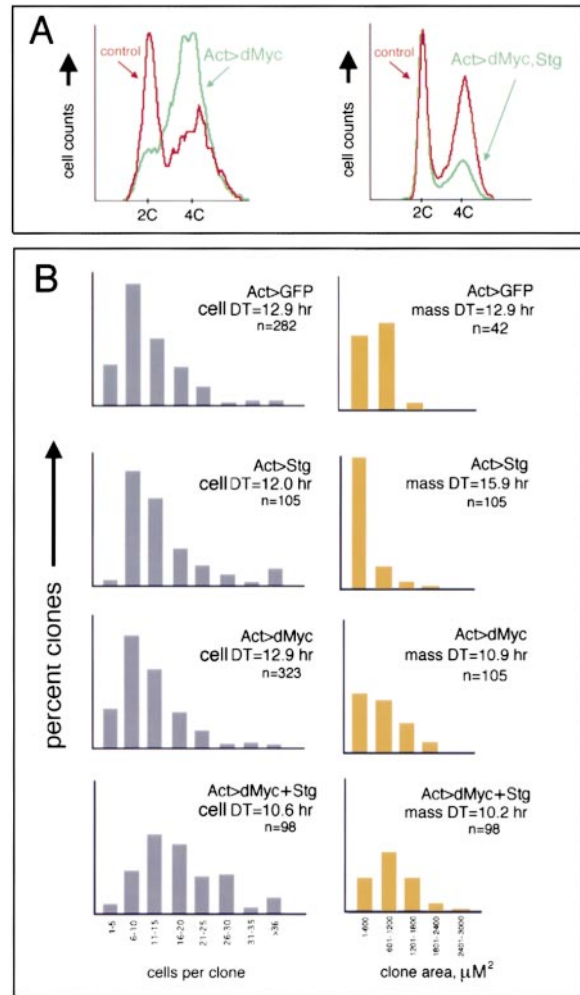 A
cell counts
control
Act>dMyc
2C
4C
cell counts
control
Act>dMyc,Stg
2C
4C
B
percent clones
Act>GFP
cell DT=12.9 hr
n=282
Act>GFP
mass DT=12.9 hr
n=42
Act>Stg
cell DT=12.0 hr
n=105
Act>Stg
mass DT=15.9 hr
n=105
Act>dMyc
cell DT=12.9 hr
n=323
Act>dMyc
mass DT=10.9 hr
n=105
Act>dMyc+Stg
cell DT=10.6 hr
n=98
Act>dMyc+Stg
mass DT=10.2 hr
n=98
1-5
6-10
11-15
16-20
21-25
26-30
31-35
>36
cells per clone
1-600
601-1200
1201-1800
1801-2400
2401-3000
clone area, µM²